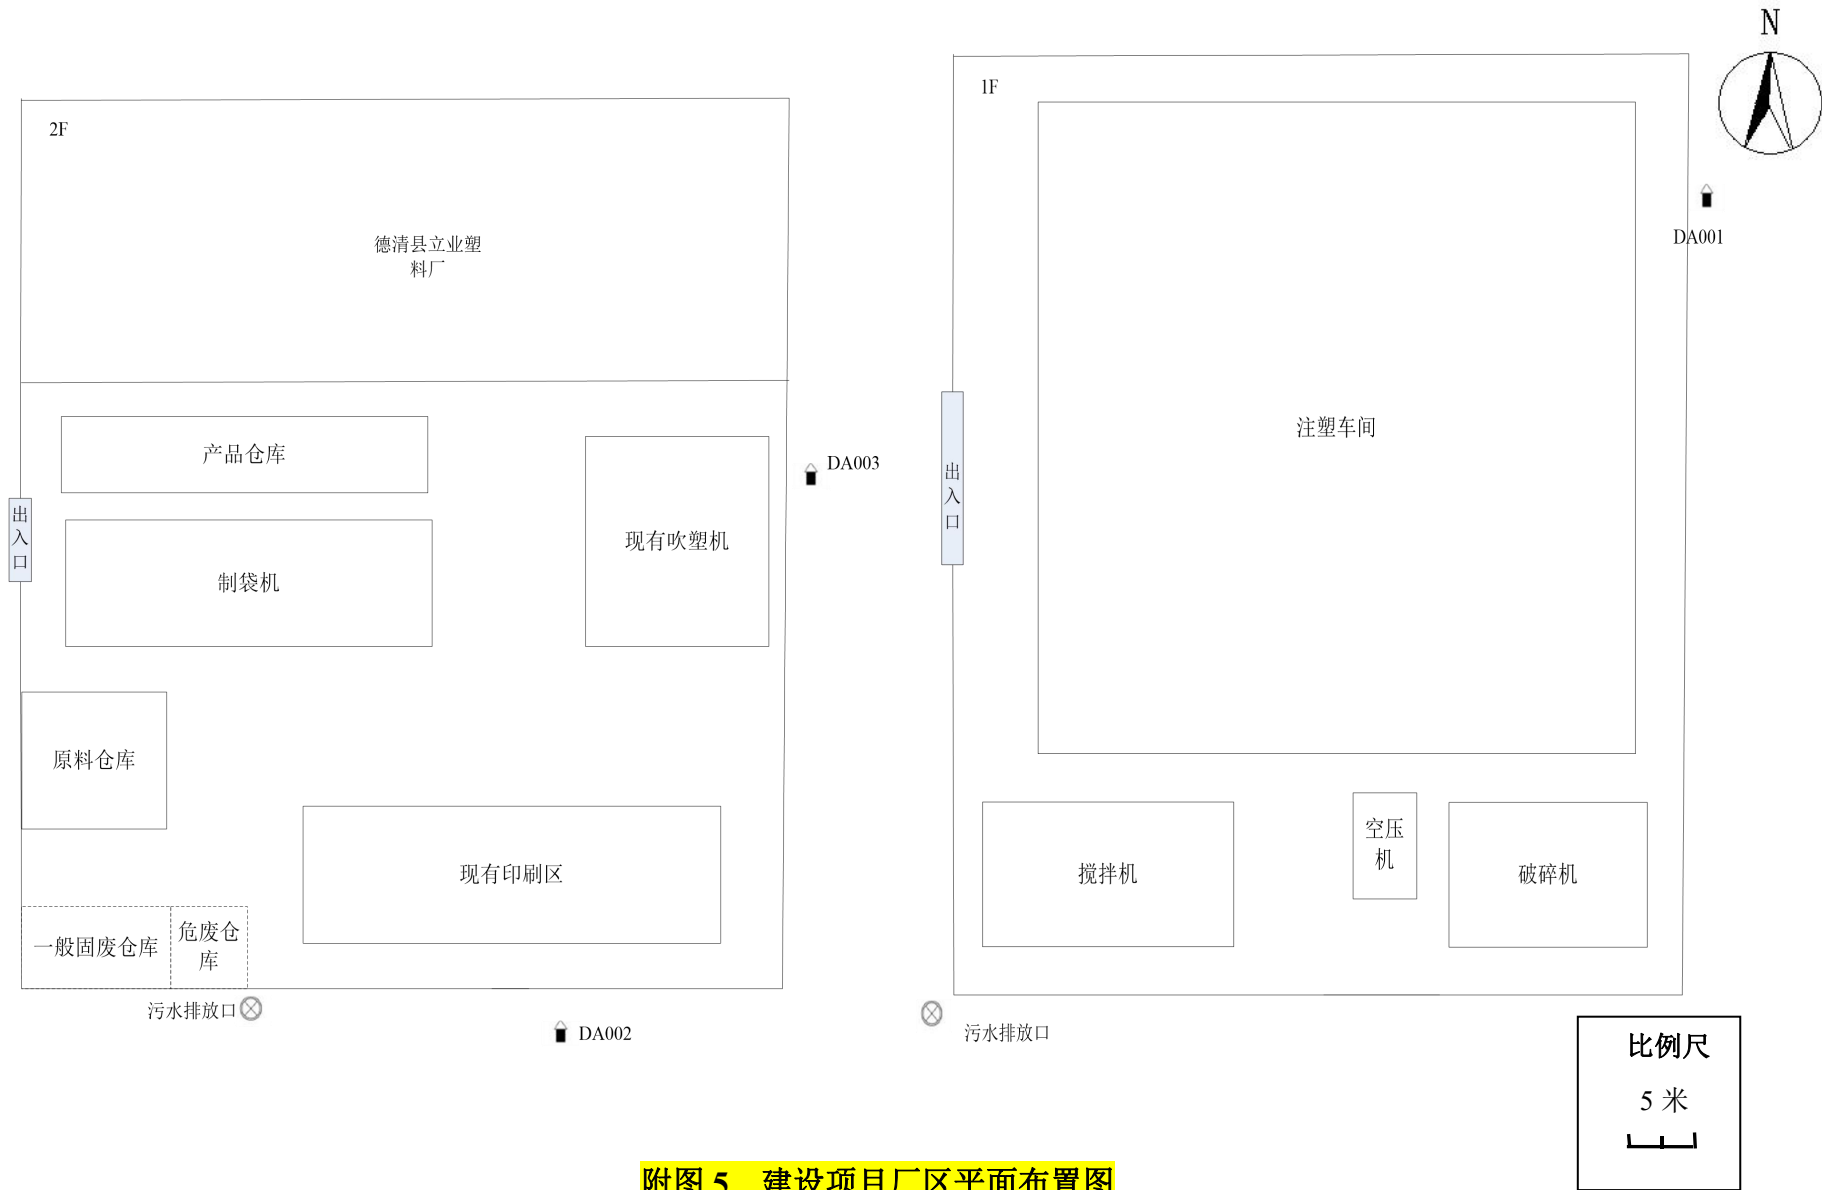 N
1F
DA001
2F
德清县立业塑
料厂
产品仓库
出
入
口
制袋机
现有吹塑机
DA003
原料仓库
现有印刷区
一般固废仓库
危废仓
库
污水排放口
DA002
出
入
口
注塑车间
搅拌机
空压
机
破碎机
污水排放口
比例尺
5 米
附图 5 建设项目厂区平面布置图